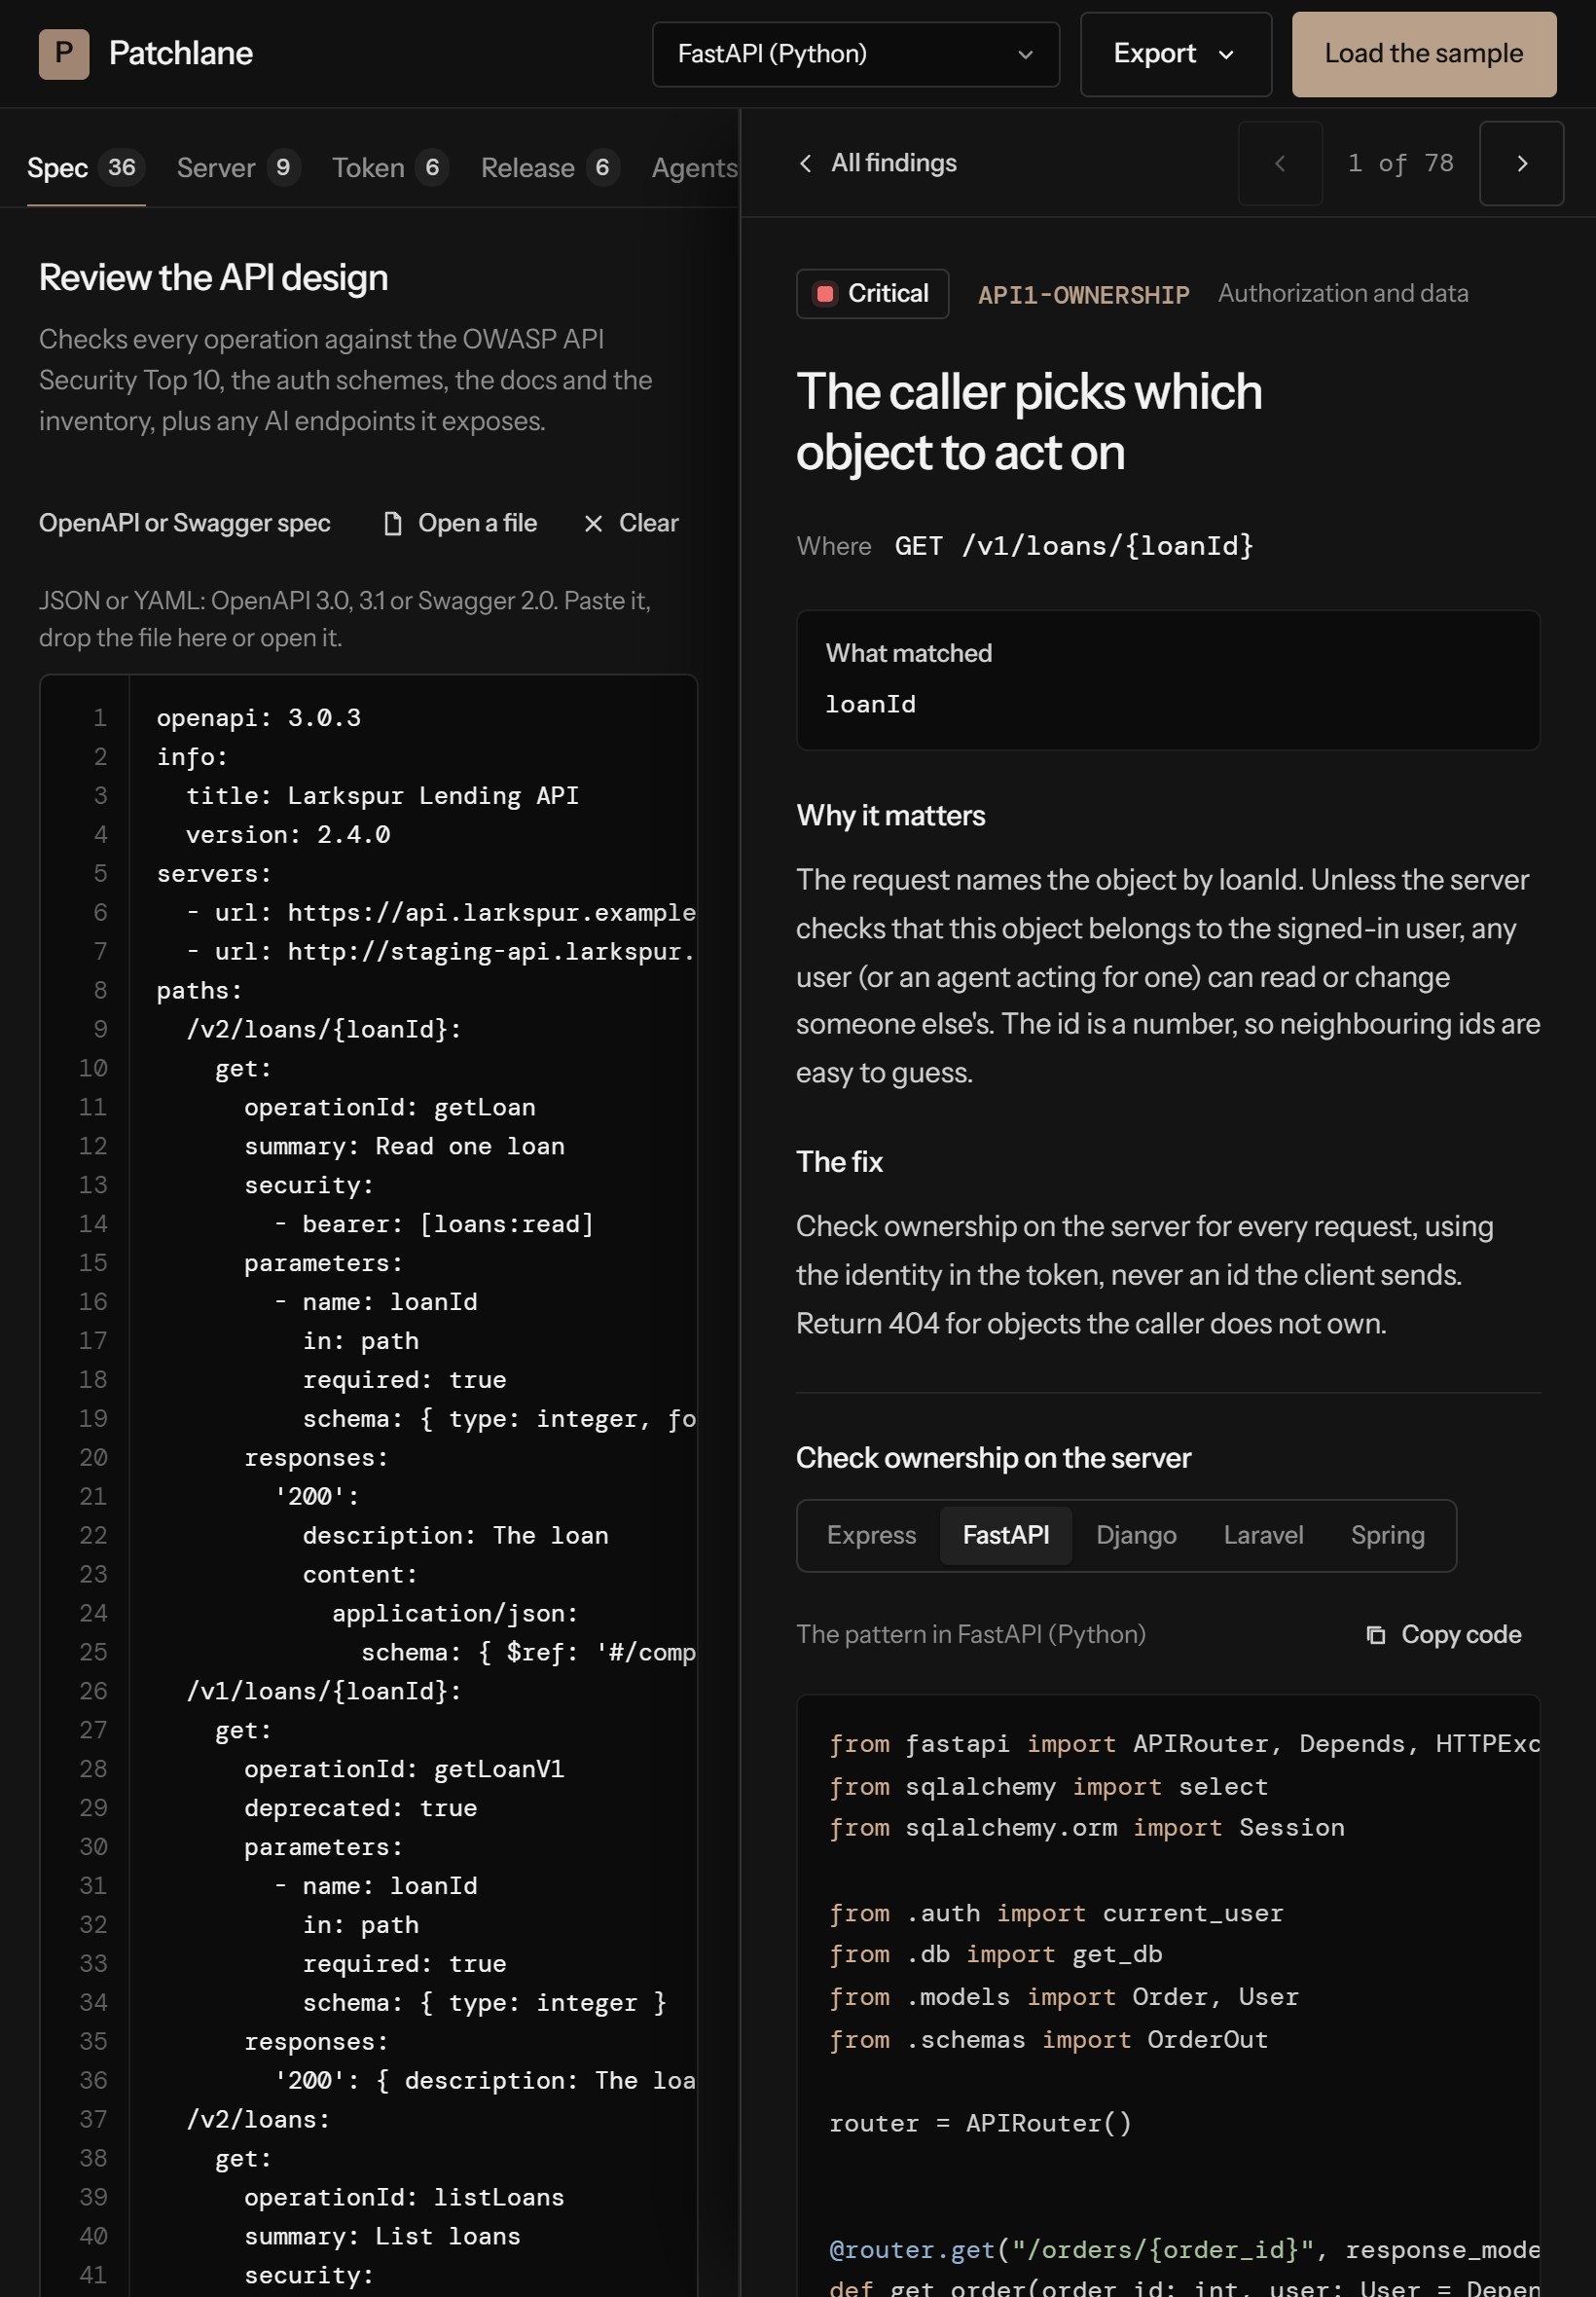 P Patchlane
FastAPI (Python)
Export
Load the sample
Spec 36 Server 9 Token 6 Release 6 Agents
Review the API design
Checks every operation against the OWASP API
Security Top 10, the auth schemes, the docs and the
inventory, plus any AI endpoints it exposes.
OpenAPI or Swagger spec Open a file Clear
JSON or YAML: OpenAPI 3.0, 3.1 or Swagger 2.0. Paste it,
drop the file here or open it.
1 openapi: 3.0.3
2 info:
3 title: Larkspur Lending API
4 version: 2.4.0
5 servers:
6 - url: https://api.larkspur.example
7 - url: http://staging-api.larkspur.
8 paths:
9 /v2/loans/{loanId}:
10 get:
11 operationId: getLoan
12 summary: Read one loan
13 security:
14 - bearer: [loans:read]
15 parameters:
16 - name: loanId
17 in: path
18 required: true
19 schema: { type: integer, fo
20 responses:
21 '200':
22 description: The loan
23 content:
24 application/json:
25 schema: { $ref: '#/comp
26 /v1/loans/{loanId}:
27 get:
28 operationId: getLoanV1
29 deprecated: true
30 parameters:
31 - name: loanId
32 in: path
33 required: true
34 schema: { type: integer }
35 responses:
36 '200': { description: The loa
37 /v2/loans:
38 get:
39 operationId: listLoans
40 summary: List loans
41 security:
All findings
1 of 78
Critical API1-OWNERSHIP Authorization and data
The caller picks which
object to act on
Where GET /v1/loans/{loanId}
What matched
loanId
Why it matters
The request names the object by loanId. Unless the server
checks that this object belongs to the signed-in user, any
user (or an agent acting for one) can read or change
someone else's. The id is a number, so neighbouring ids are
easy to guess.
The fix
Check ownership on the server for every request, using
the identity in the token, never an id the client sends.
Return 404 for objects the caller does not own.
Check ownership on the server
Express FastAPI Django Laravel Spring
The pattern in FastAPI (Python) Copy code
from fastapi import APIRouter, Depends, HTTPExc
from sqlalchemy import select
from sqlalchemy.orm import Session
from .auth import current_user
from .db import get_db
from .models import Order, User
from .schemas import OrderOut
router = APIRouter()
@router.get("/orders/{order_id}", response_mode
def get_order(order_id: int, user: User = Depen